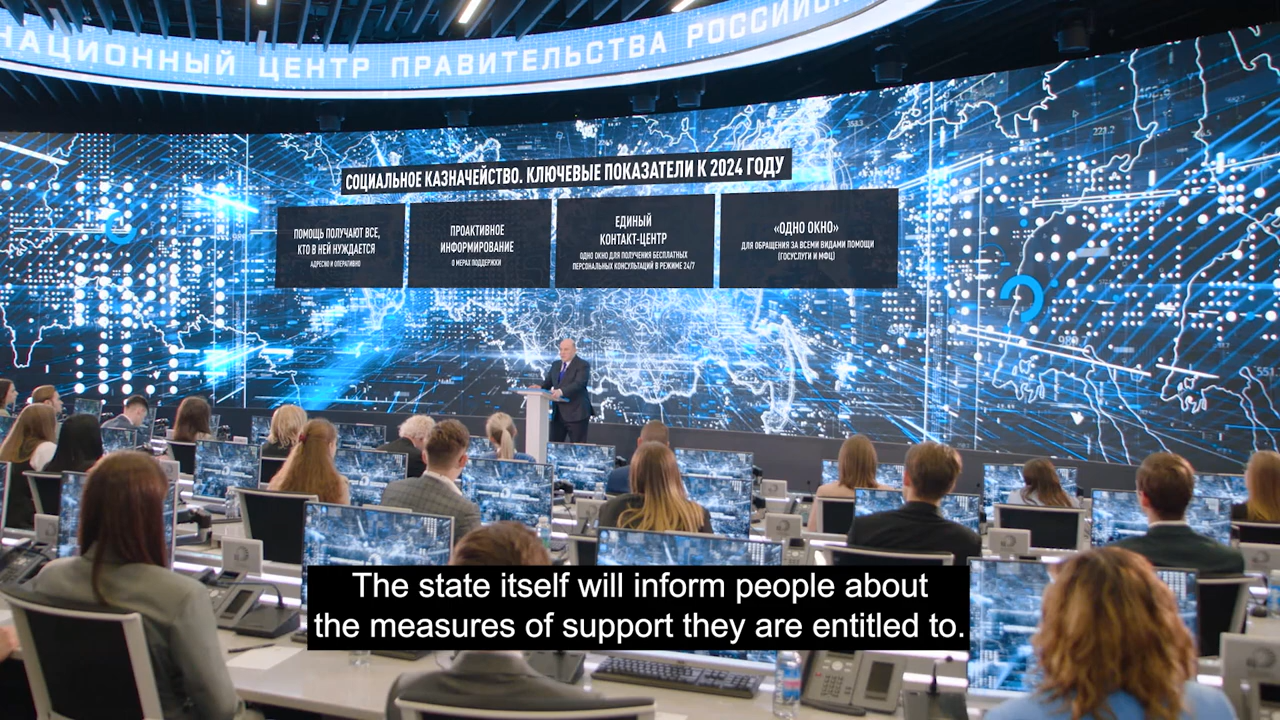 НАЦИОННЫЙ ЦЕНТР ПРАВИТЕЛЬСТВА РОССИЙСК
СОЦИАЛЬНОЕ КАЗНАЧЕЙСТВО. КЛЮЧЕВЫЕ ПОКАЗАТЕЛИ К 2024 ГОДУ
ПОМОЩЬ ПОЛУЧАЮТ ВСЕ,
КТО В НЕЙ НУЖДАЕТСЯ
АДРЕСНО И ОПЕРАТИВНО
ПРОАКТИВНОЕ
ИНФОРМИРОВАНИЕ
О МЕРАХ ПОДДЕРЖКИ
ЕДИНЫЙ
КОНТАКТ-ЦЕНТР
ОДНО ОКНО ДЛЯ ПОЛУЧЕНИЯ БЕСПЛАТНЫХ
ПЕРСОНАЛЬНЫХ КОНСУЛЬТАЦИЙ В РЕЖИМЕ 24/7
«ОДНО ОКНО»
ДЛЯ ОБРАЩЕНИЯ ЗА ВСЕМИ ВИДАМИ ПОМОЩИ
(ГОСУСЛУГИ И МФЦ)
The state itself will inform people about
the measures of support they are entitled to.